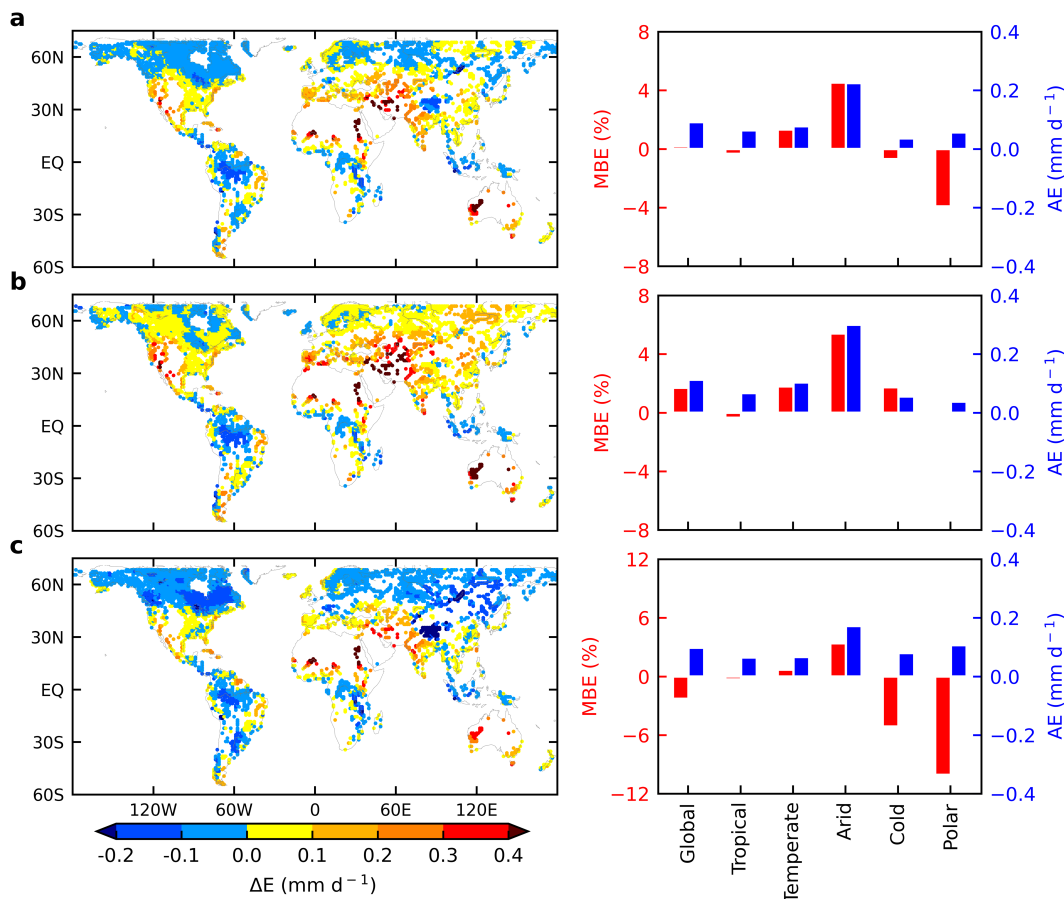 a
60N
30N
EQ
30S
60S
8
4
0
−4
−8
MBE (%)
0.4
0.2
0.0
−0.2
−0.4
AE (mm d⁻¹)
b
60N
30N
EQ
30S
60S
8
4
0
−4
−8
MBE (%)
0.4
0.2
0.0
−0.2
−0.4
AE (mm d⁻¹)
c
60N
30N
EQ
30S
60S
120W 60W 0 60E 120E
12
6
0
−6
−12
MBE (%)
0.4
0.2
0.0
−0.2
−0.4
AE (mm d⁻¹)
Global
Tropical
Temperate
Arid
Cold
Polar
-0.2 -0.1 0.0 0.1 0.2 0.3 0.4
ΔE (mm d⁻¹)